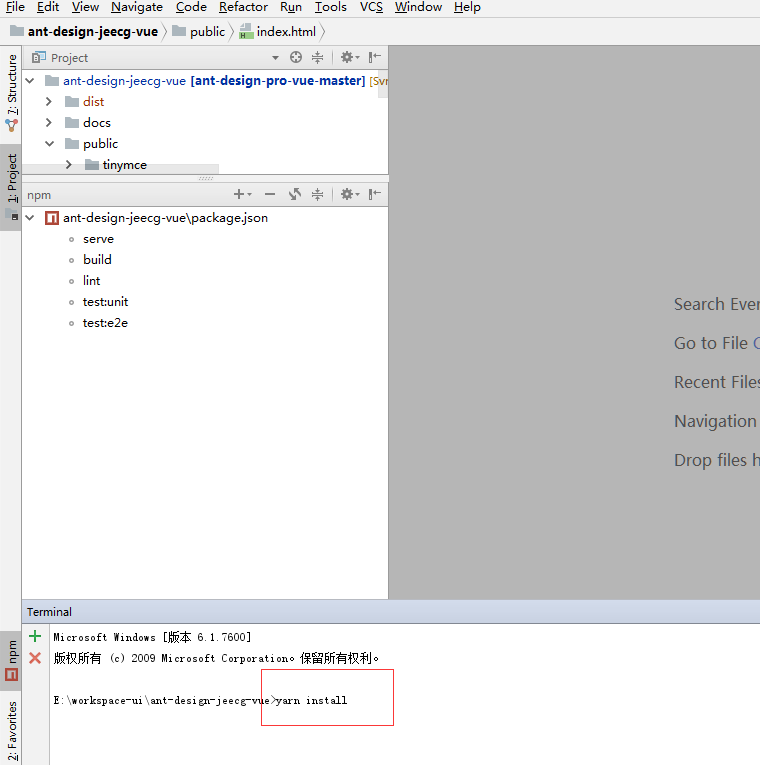 File Edit View Navigate Code Refactor Run Tools VCS Window Help
ant-design-jeecg-vue public index.html
Project
ant-design-jeecg-vue [ant-design-pro-vue-master] [Svn
dist
docs
public
tinymce
npm
ant-design-jeecg-vue\package.json
serve
build
lint
test:unit
test:e2e
7: Structure
1: Project
npm
2: Favorites
Search Ever
Go to File
Recent Files
Navigation
Drop files h
Terminal
Microsoft Windows [版本 6.1.7600]
版权所有 (c) 2009 Microsoft Corporation。保留所有权利。
E:\workspace-ui\ant-design-jeecg-vue>yarn install